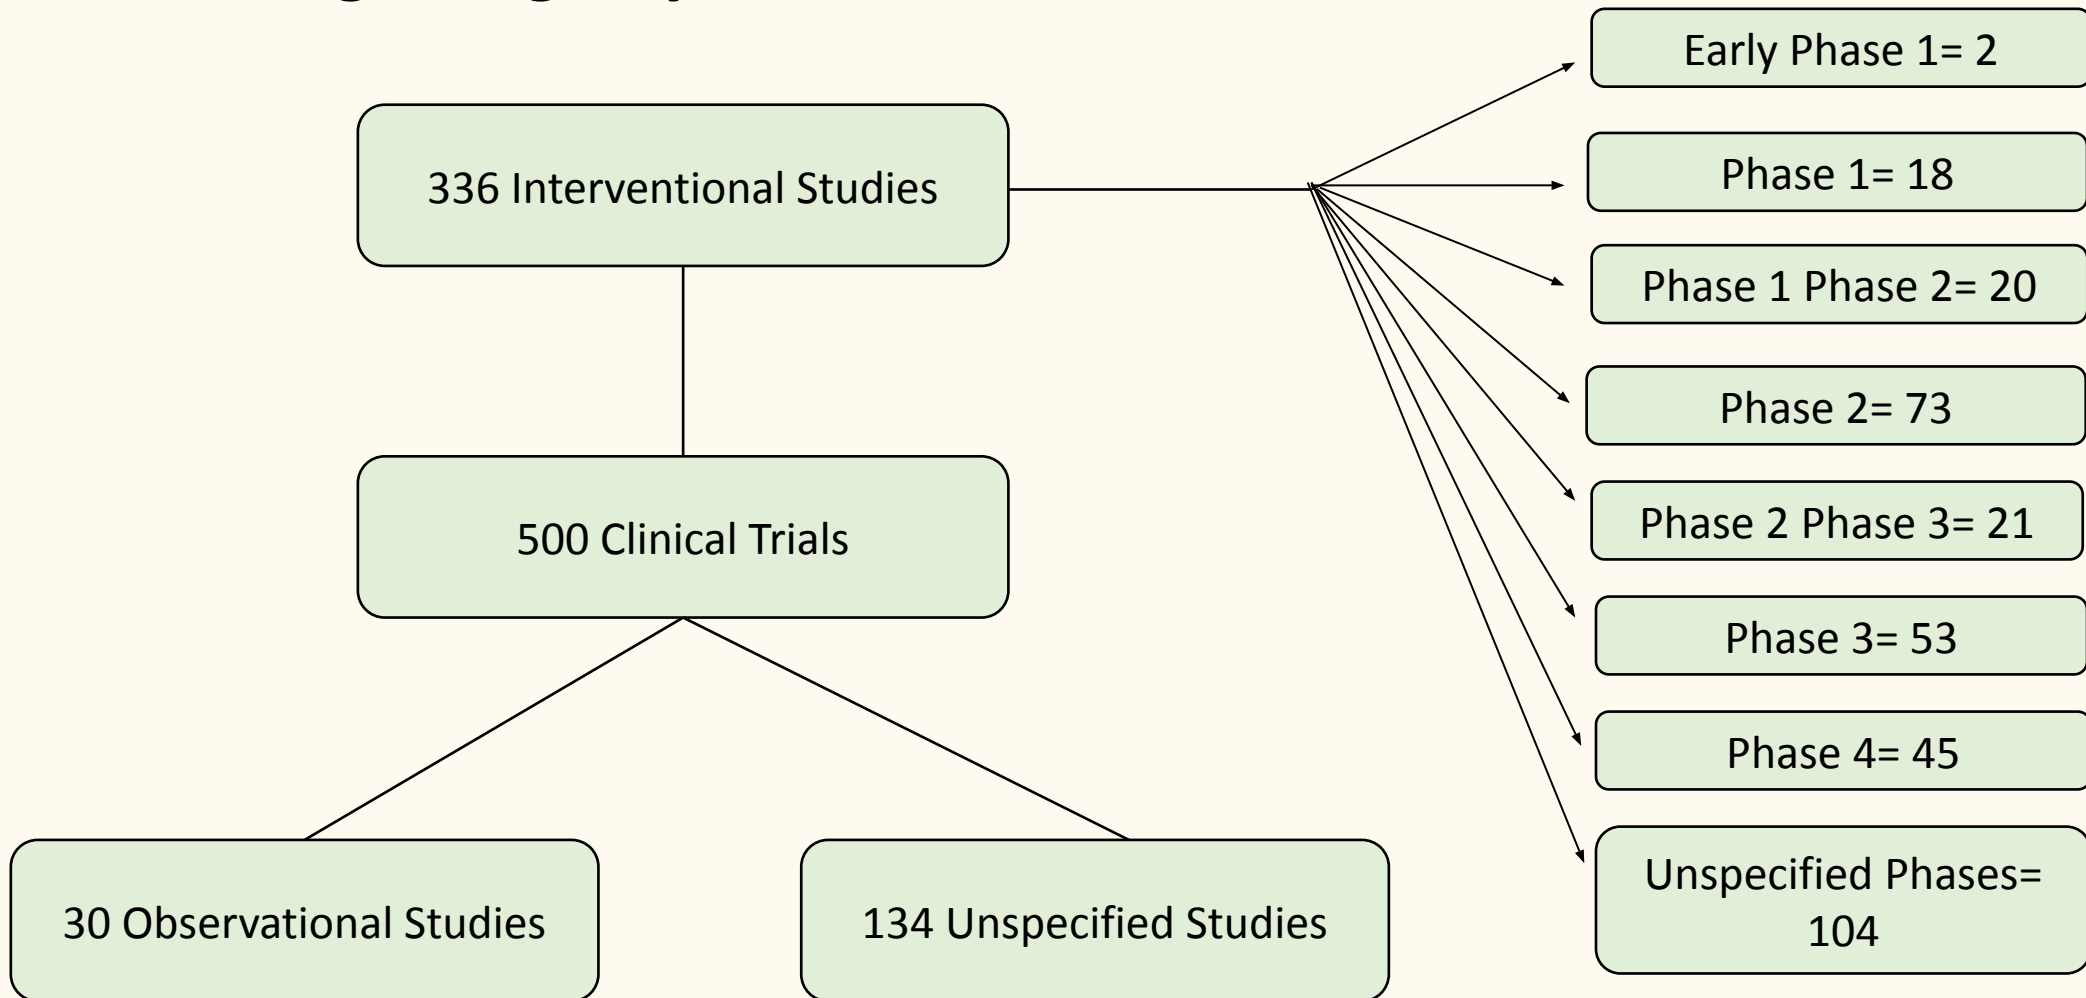 336 Interventional Studies
500 Clinical Trials
30 Observational Studies
134 Unspecified Studies
Early Phase 1= 2
Phase 1= 18
Phase 1 Phase 2= 20
Phase 2= 73
Phase 2 Phase 3= 21
Phase 3= 53
Phase 4= 45
Unspecified Phases=
104